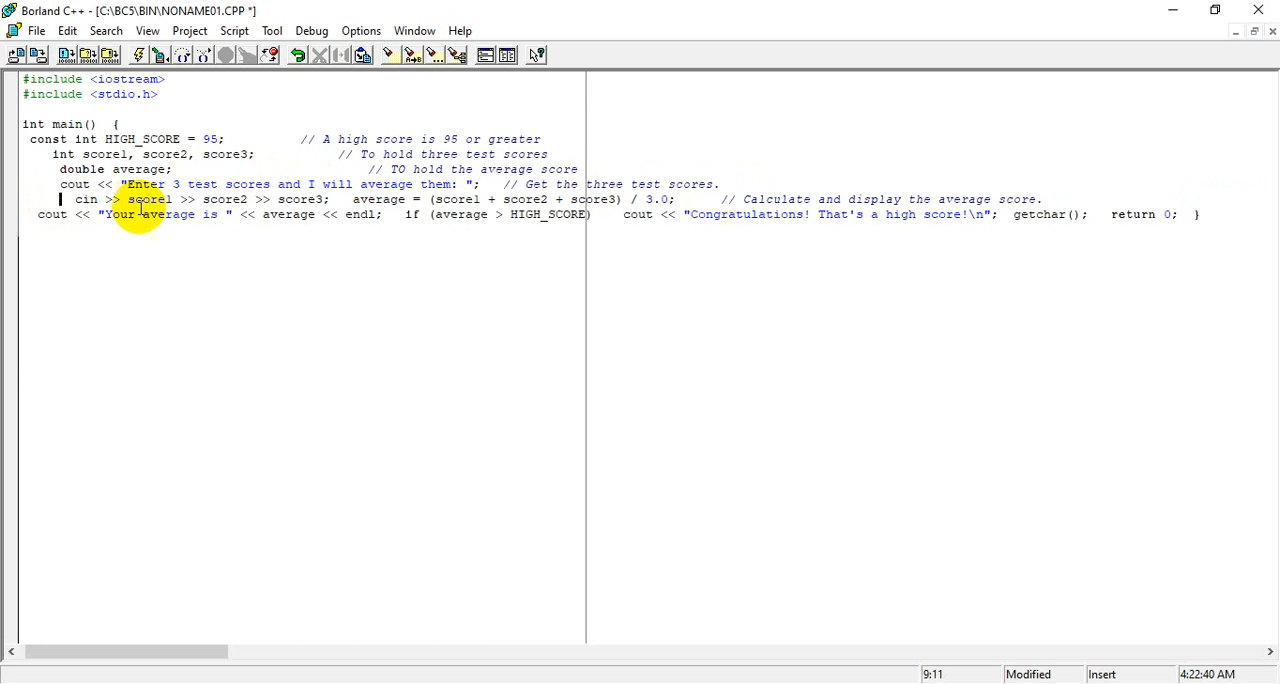 Borland C++ - [C:\BC5\BIN\NONAME01.CPP *]
File Edit Search View Project Script Tool Debug Options Window Help
#include <iostream>
#include <stdio.h>
int main() {
const int HIGH_SCORE = 95; // A high score is 95 or greater
int score1, score2, score3; // To hold three test scores
double average; // TO hold the average score
cout << "Enter 3 test scores and I will average them: "; // Get the three test scores.
cin >> score1 >> score2 >> score3; average = (score1 + score2 + score3) / 3.0; // Calculate and display the average score.
cout << "Your average is " << average << endl; if (average > HIGH_SCORE) cout << "Congratulations! That's a high score!\n"; getchar(); return 0; }
9:11 Modified Insert 4:22:40 AM